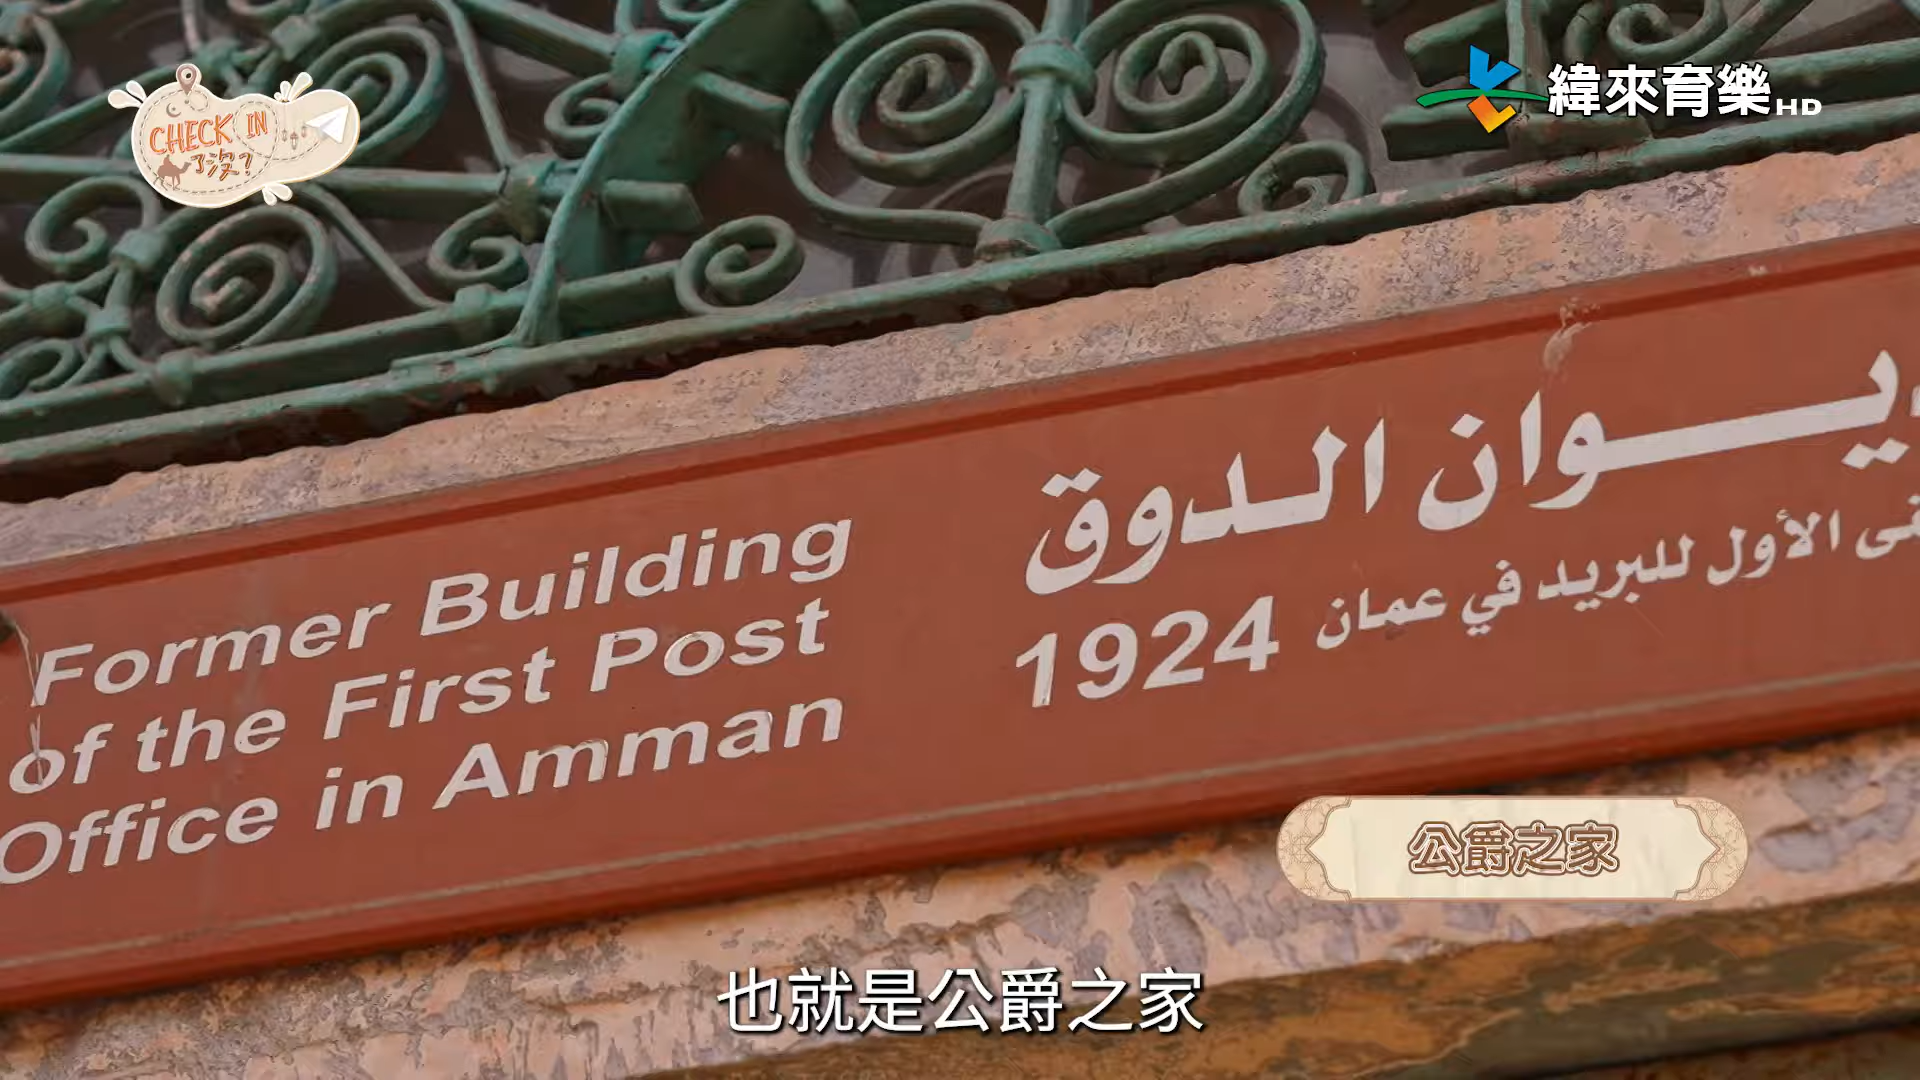 CHECK IN
了沒?
緯來育樂HD
Former Building
of the First Post
Office in Amman
ديوان الدوق
الأول للبريد في عمان
1924
公爵之家
也就是公爵之家